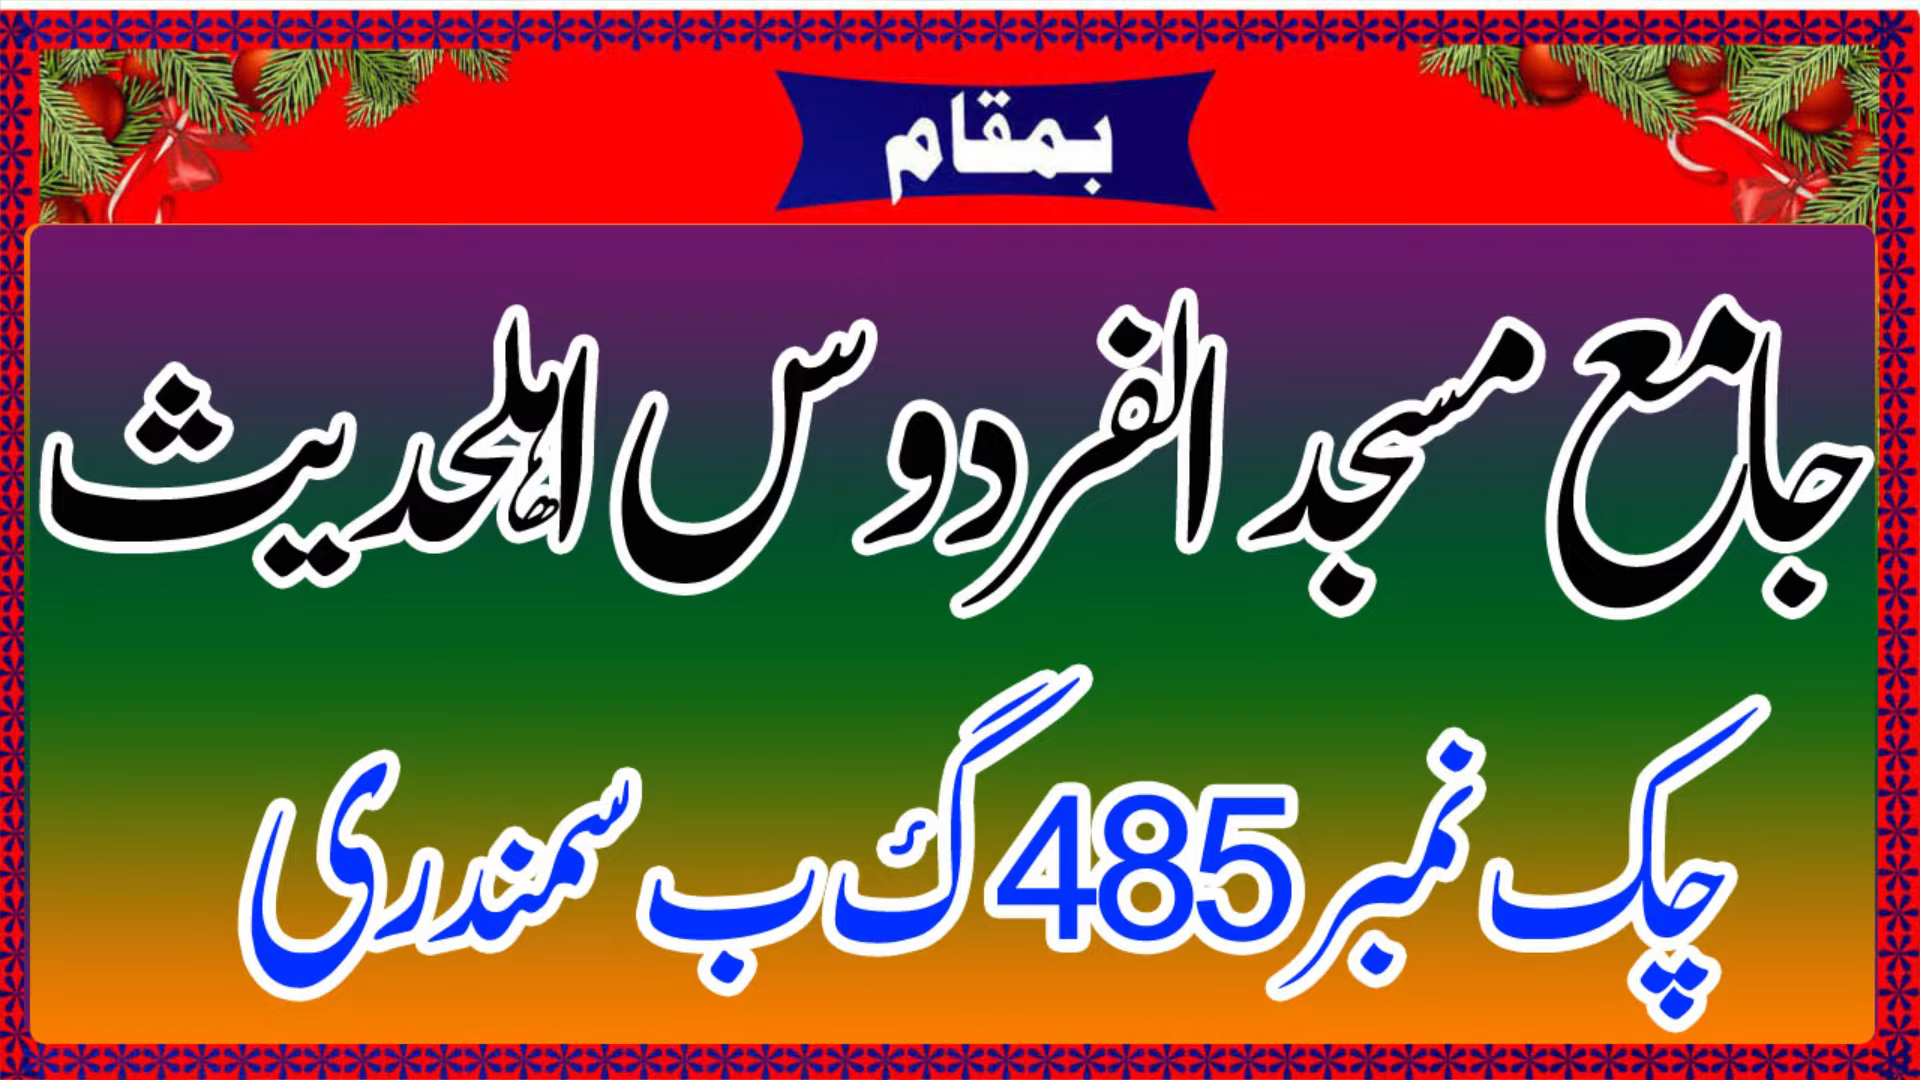 بمقام
جامع مسجد الفردوس اہلحدیث
چک نمبر 485 گ ب سمندری